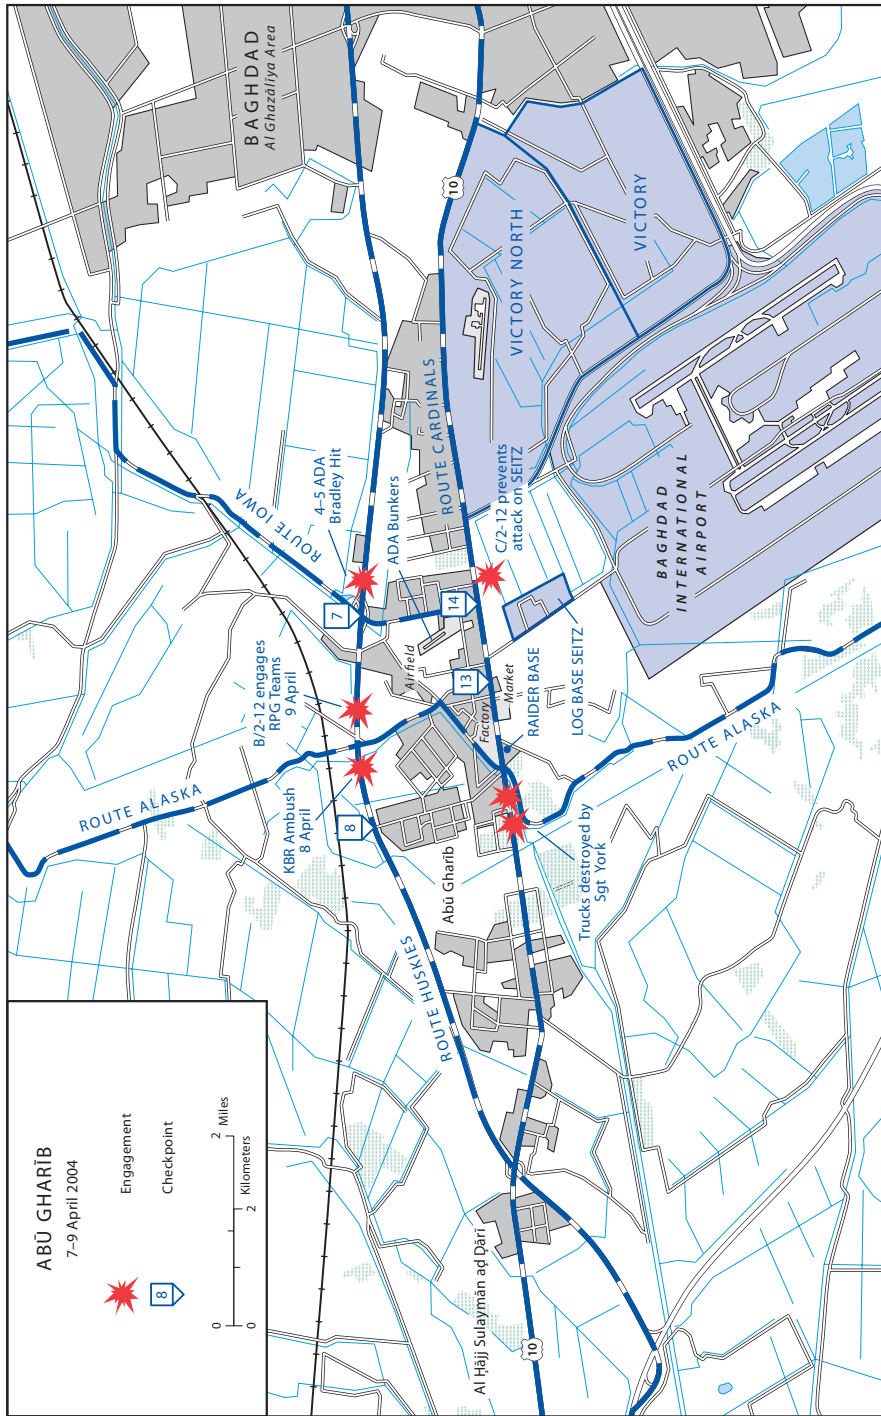 ABŪ GHARĪB
7–9 April 2004
Engagement
8
Checkpoint
0
2
Miles
0
2
Kilometers
BAGHDAD
Al Ghazāliya Area
ROUTE ALASKA
ROUTE IOWA
B/2-12 engages
RPG Teams
9 April
4–5 ADA
Bradley Hit
KBR Ambush
8 April
8
7
ADA Bunkers
ROUTE HUSKIES
Abū Gharīb
Airfield
14
13
ROUTE CARDINALS
10
Factory
Market
C/2-12 prevents
attack on SEITZ
RAIDER BASE
LOG BASE SEITZ
VICTORY NORTH
VICTORY
Al Ḩājj Sulaymān aḑ Ḑāri
10
Trucks destroyed by
Sgt York
ROUTE ALASKA
BAGHDAD
INTERNATIONAL
AIRPORT